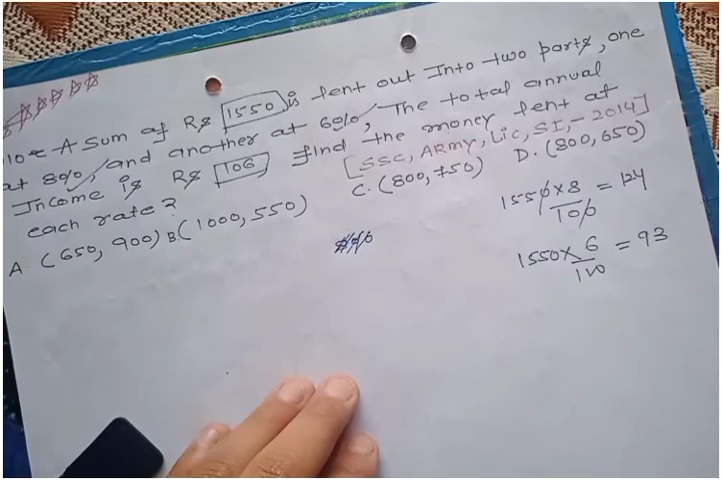 10 A Sum of Rs 1550 is lent out Into two parts, one
at 8%, and another at 6%, The total annual
Income is Rs 106 find the money lent at
each rate? [SSC, ARMY, Lic, SI, - 2014]
A (650, 900) B (1000, 550) C. (800, 750) D. (800, 650)
1550 x 8 / 100 = 124
1550 x 6 / 100 = 93